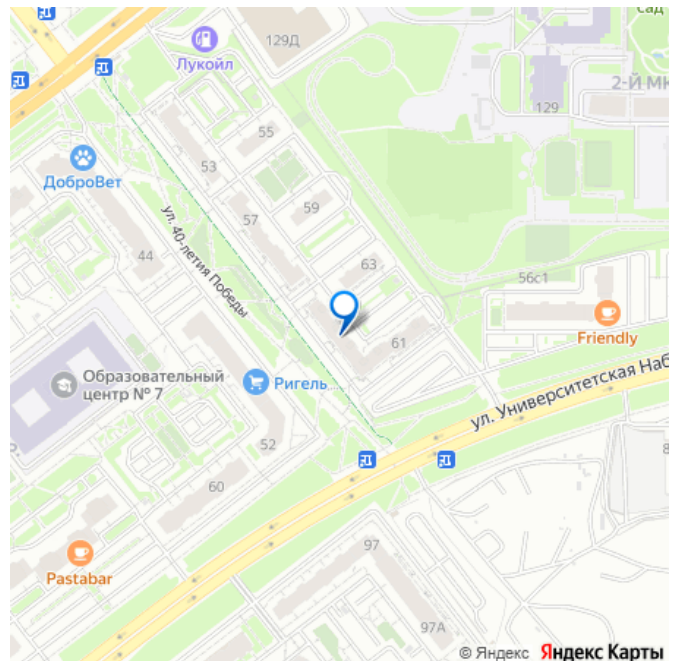 сад
Лукойл
129Д
2-Й МК
129
55
53
ДоброВет
59
57
ул. 40-летия Победы
44
63
56с1
Friendly
61
Образовательный
центр № 7
Ригель
ул. Университетская Наб
52
60
97
Pastabar
97А
© Яндекс Яндекс Карты